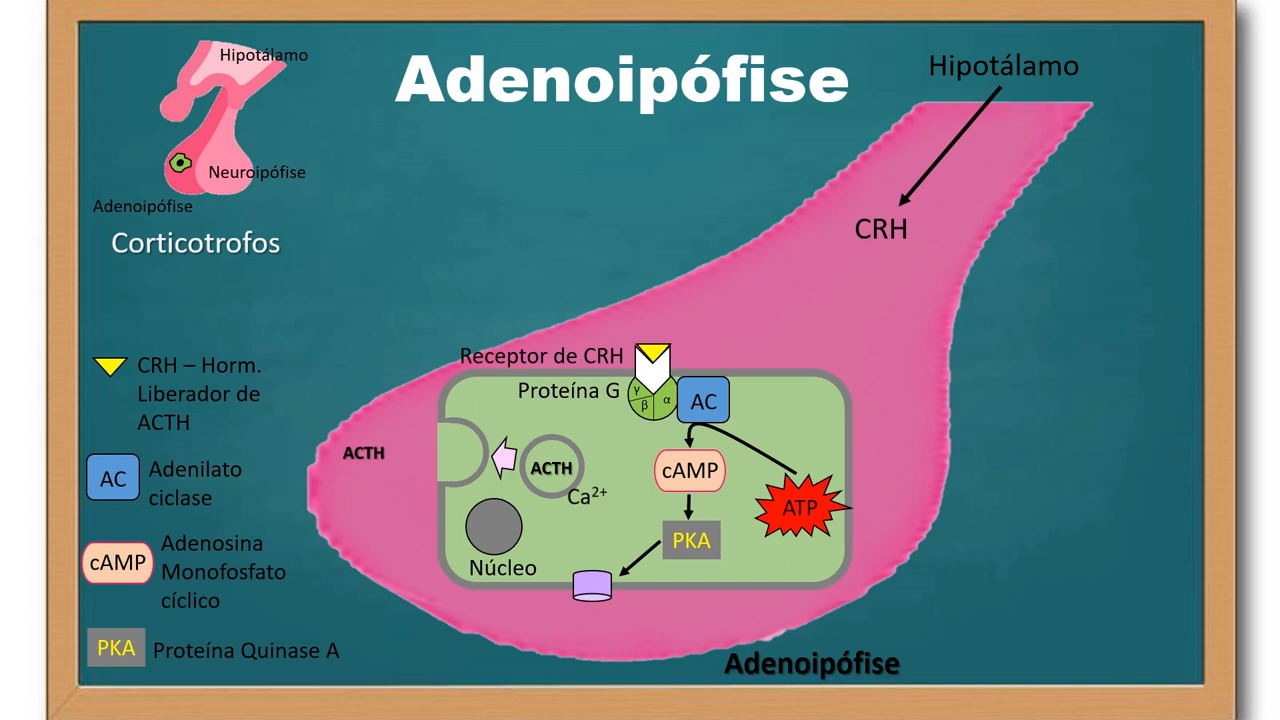 Adenoipófise
Hipotálamo
Neuroipófise
Adenoipófise
Corticotrofos
Hipotálamo
CRH
CRH – Horm.
Liberador de
ACTH
AC
Adenilato
ciclase
cAMP
Adenosina
Monofosfato
cíclico
PKA
Proteína Quinase A
Receptor de CRH
Proteína G
γ
β
α
AC
ACTH
ACTH
Ca²⁺
cAMP
ATP
PKA
Núcleo
Adenoipófise